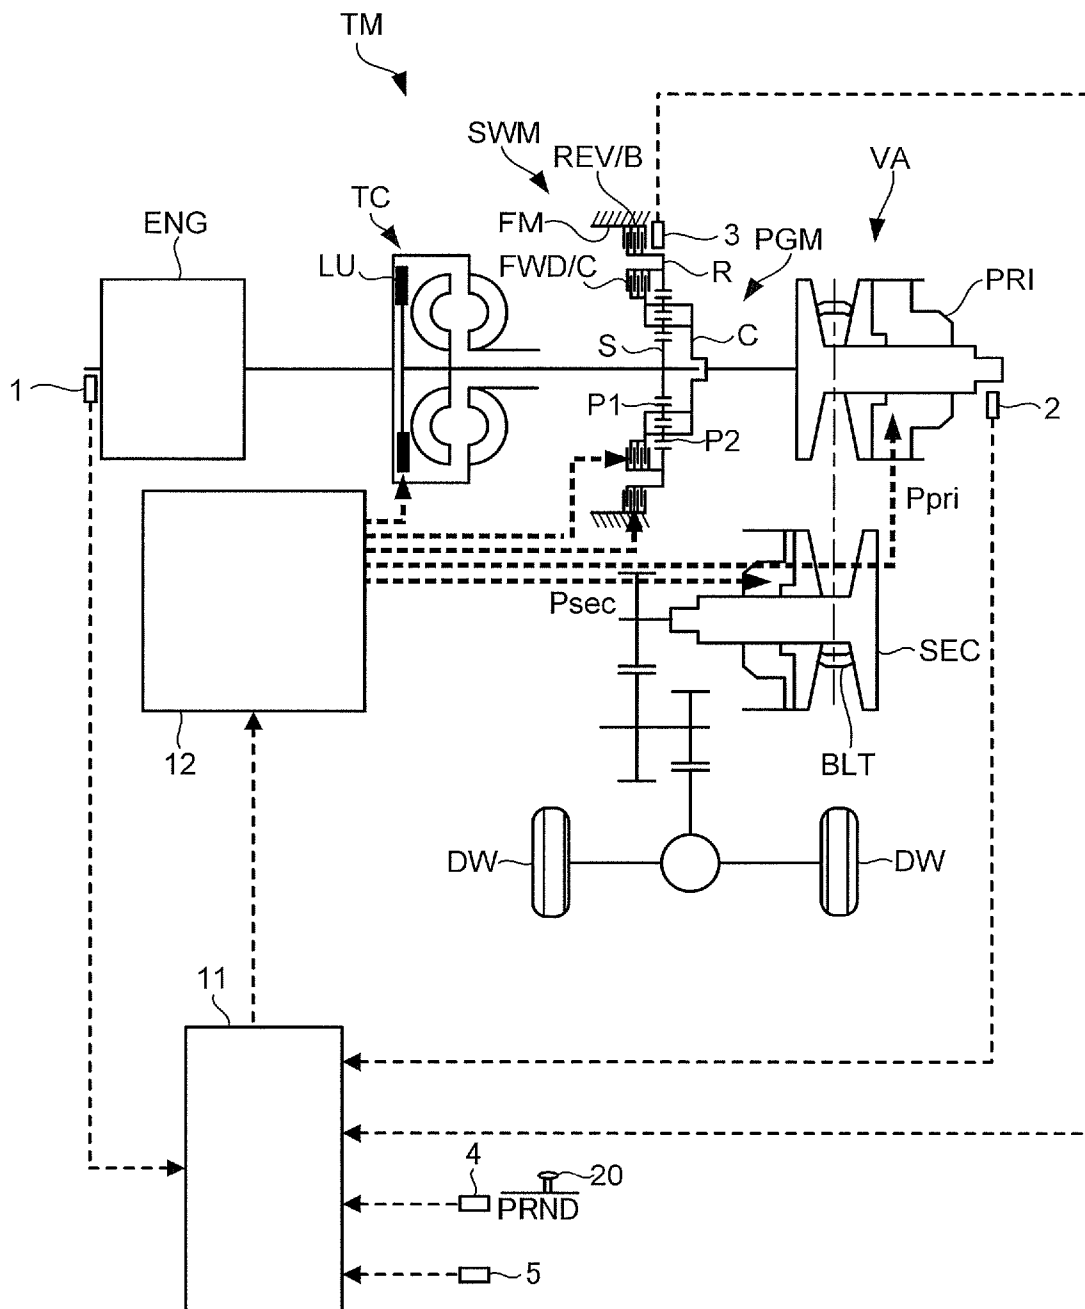 TM
SWM
REV/B
VA
ENG
TC
FM
3
PGM
LU
FWD/C
R
PRI
S
C
1
P1
2
P2
Ppri
Psec
SEC
12
BLT
DW
DW
11
4
20
PRND
5